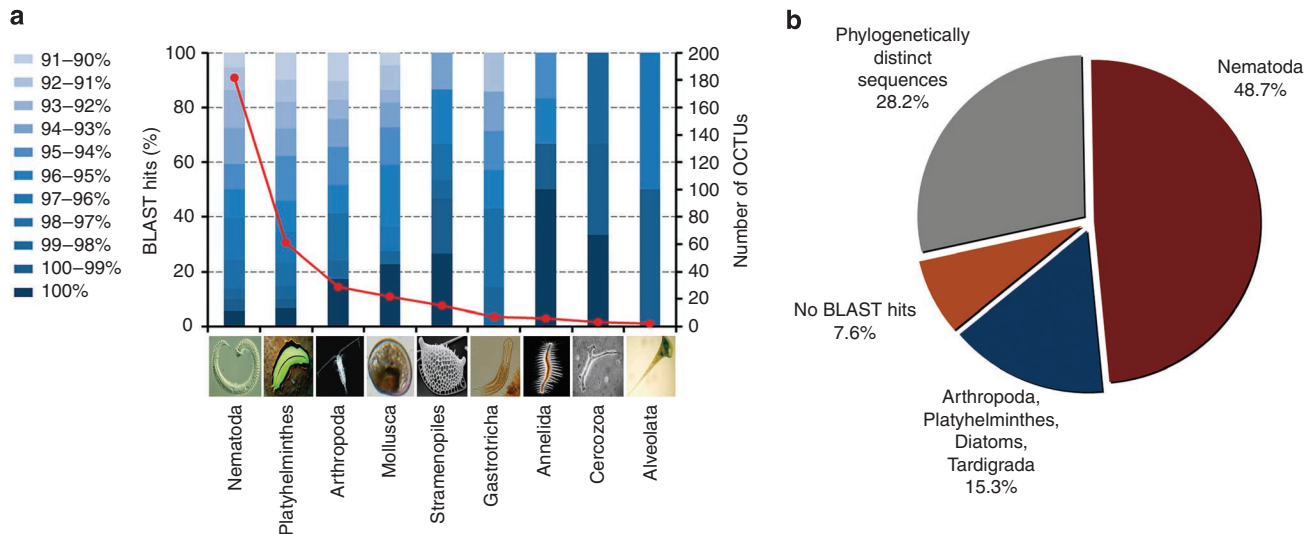 a
91–90%
92–91%
93–92%
94–93%
95–94%
96–95%
97–96%
98–97%
99–98%
100–99%
100%
BLAST hits (%)
100
80
60
40
20
0
200
180
160
140
120
100
80
60
40
20
0
Number of OCTUs
Nematoda
Platyhelminthes
Arthropoda
Mollusca
Stramenopiles
Gastrotricha
Annelida
Cercozoa
Alveolata
b
Phylogenetically
distinct
sequences
28.2%
Nematoda
48.7%
No BLAST hits
7.6%
Arthropoda,
Platyhelminthes,
Diatoms,
Tardigrada
15.3%